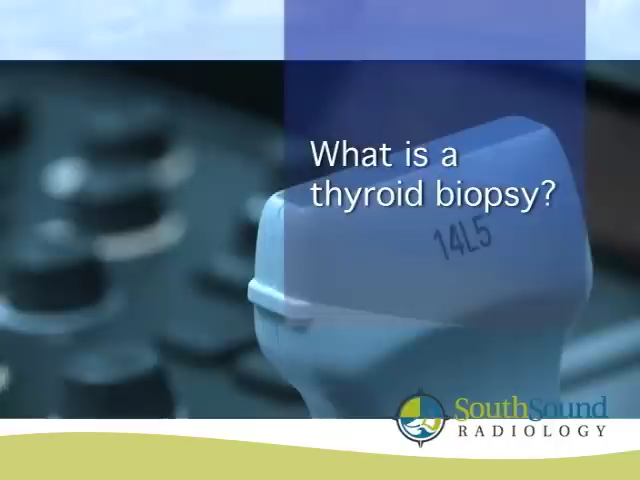 What is a
thyroid biopsy?
14L5
SouthSound
RADIOLOGY